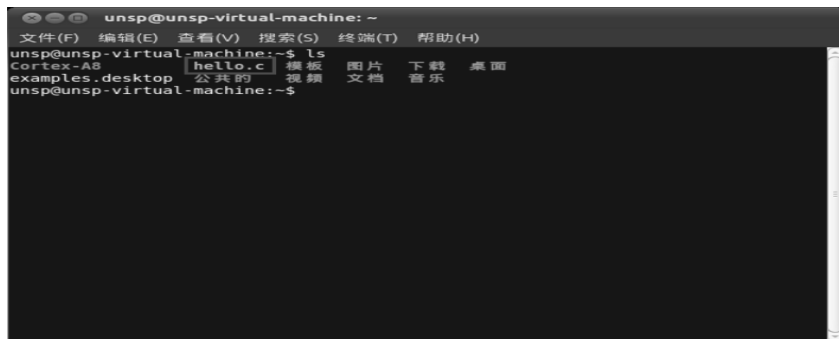 unsp@unsp-virtual-machine: ~
文件(F) 编辑(E) 查看(V) 搜索(S) 终端(T) 帮助(H)
unsp@unsp-virtual-machine:~$ ls
Cortex-A8 hello.c 模板 图片 下载 桌面
examples.desktop 公共的 视频 文档 音乐
unsp@unsp-virtual-machine:~$